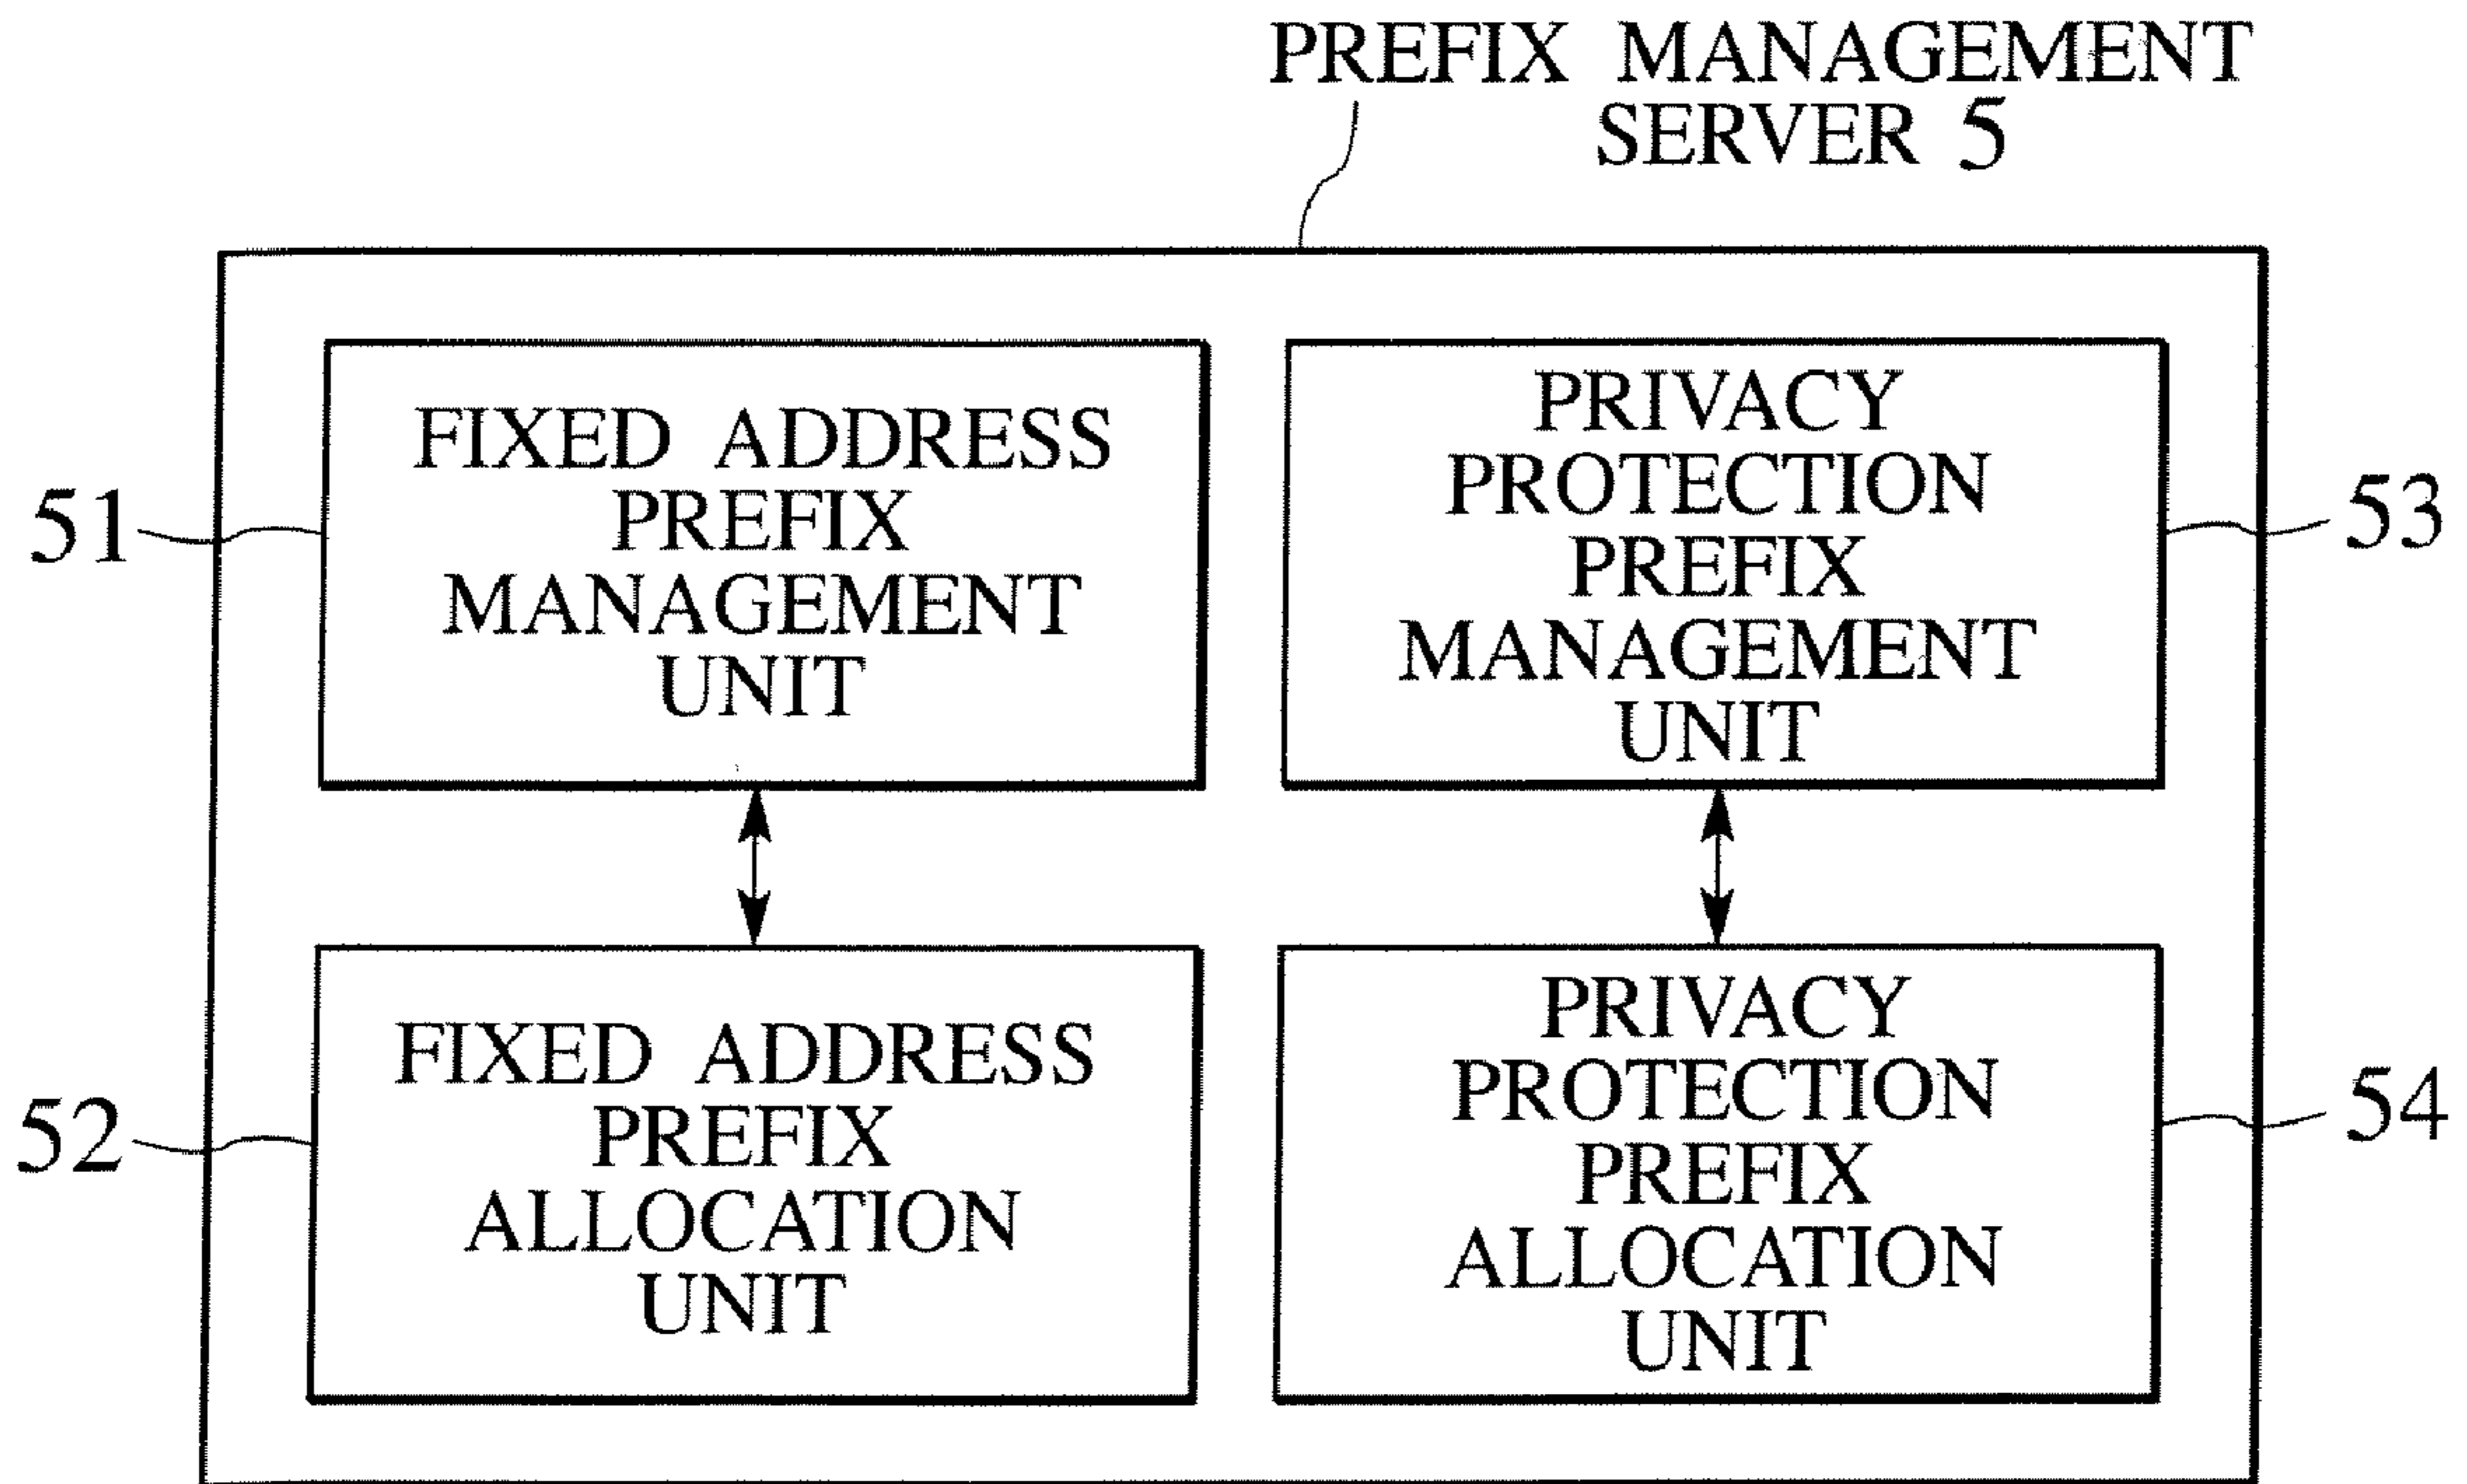 PREFIX MANAGEMENT
SERVER 5
51
FIXED ADDRESS
PREFIX
MANAGEMENT
UNIT
PRIVACY
PROTECTION
PREFIX
MANAGEMENT
UNIT
53
52
FIXED ADDRESS
PREFIX
ALLOCATION
UNIT
PRIVACY
PROTECTION
PREFIX
ALLOCATION
UNIT
54